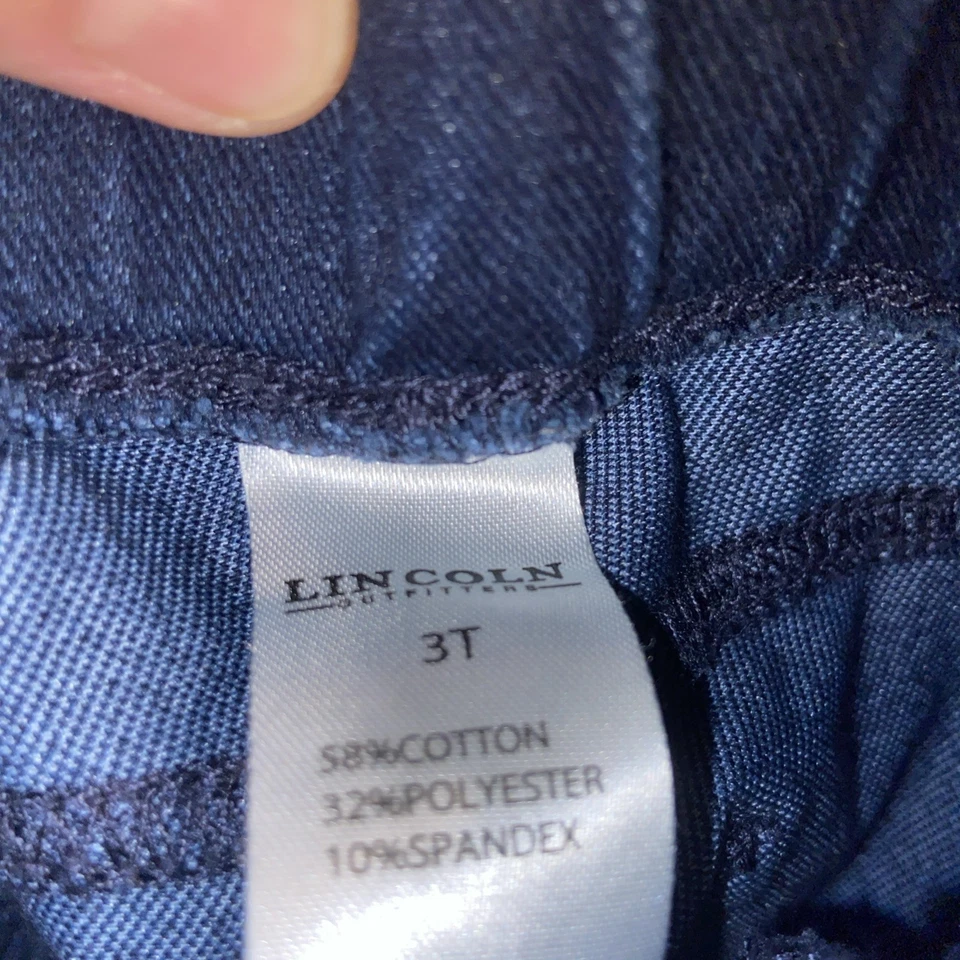 LINCOLN
OUTFITTERS
3T
58%COTTON
32%POLYESTER
10%SPANDEX